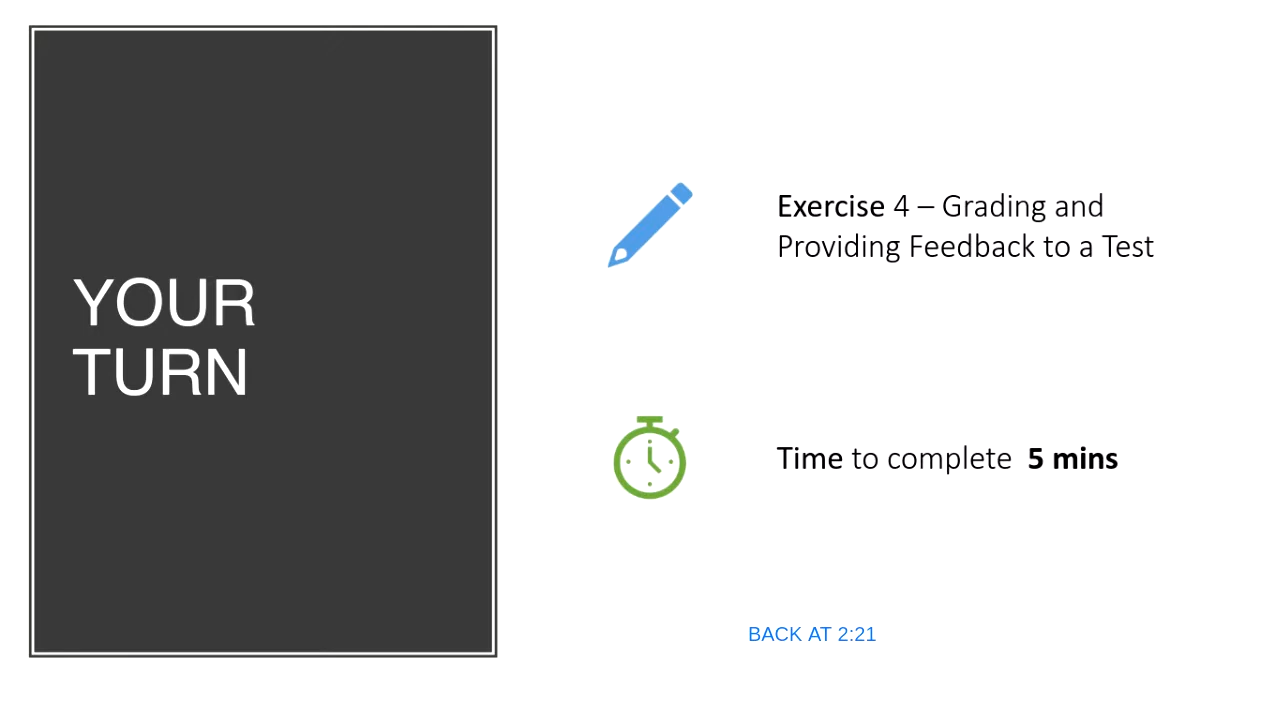 YOUR
TURN
Exercise 4 – Grading and
Providing Feedback to a Test
Time to complete 5 mins
BACK AT 2:21